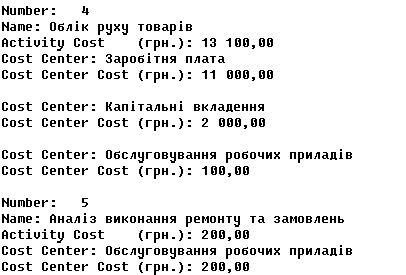 Number:   4
Name: Облік руху товарів
Activity Cost    (грн.): 13 100,00
Cost Center: Заробітня плата
Cost Center Cost (грн.): 11 000,00
Cost Center: Капітальні вкладення
Cost Center Cost (грн.): 2 000,00
Cost Center: Обслуговування робочих приладів
Cost Center Cost (грн.): 100,00
Number:   5
Name: Аналіз виконання ремонту та замовлень
Activity Cost    (грн.): 200,00
Cost Center: Обслуговування робочих приладів
Cost Center Cost (грн.): 200,00